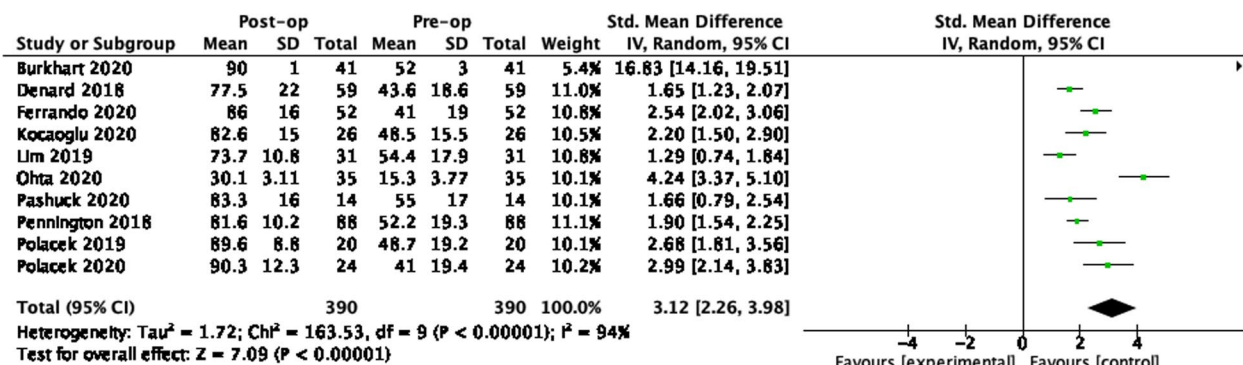 Post-op Pre-op Std. Mean Difference Std. Mean Difference
Study or Subgroup Mean SD Total Mean SD Total Weight IV, Random, 95% CI IV, Random, 95% CI
Burkhart 2020 90 1 41 52 3 41 5.4% 16.83 [14.16, 19.51]
Denard 2018 77.5 22 59 43.6 18.6 59 11.0% 1.65 [1.23, 2.07]
Ferrando 2020 86 16 52 41 19 52 10.8% 2.54 [2.02, 3.06]
Kocaoglu 2020 82.6 15 26 48.5 15.5 26 10.5% 2.20 [1.50, 2.90]
Lim 2019 73.7 10.8 31 54.4 17.9 31 10.8% 1.29 [0.74, 1.84]
Ohta 2020 30.1 3.11 35 15.3 3.77 35 10.1% 4.24 [3.37, 5.10]
Pashuck 2020 83.3 16 14 55 17 14 10.1% 1.66 [0.79, 2.54]
Pennington 2018 81.6 10.2 88 52.2 19.3 88 11.1% 1.90 [1.54, 2.25]
Polacek 2019 89.6 8.8 20 48.7 19.2 20 10.1% 2.68 [1.81, 3.56]
Polacek 2020 90.3 12.3 24 41 19.4 24 10.2% 2.99 [2.14, 3.83]
Total (95% CI) 390 390 100.0% 3.12 [2.26, 3.98]
Heterogeneity: Tau² = 1.72; Chi² = 163.53, df = 9 (P < 0.00001); I² = 94%
Test for overall effect: Z = 7.09 (P < 0.00001)
-4 -2 0 2 4
Favours [experimental] Favours [control]